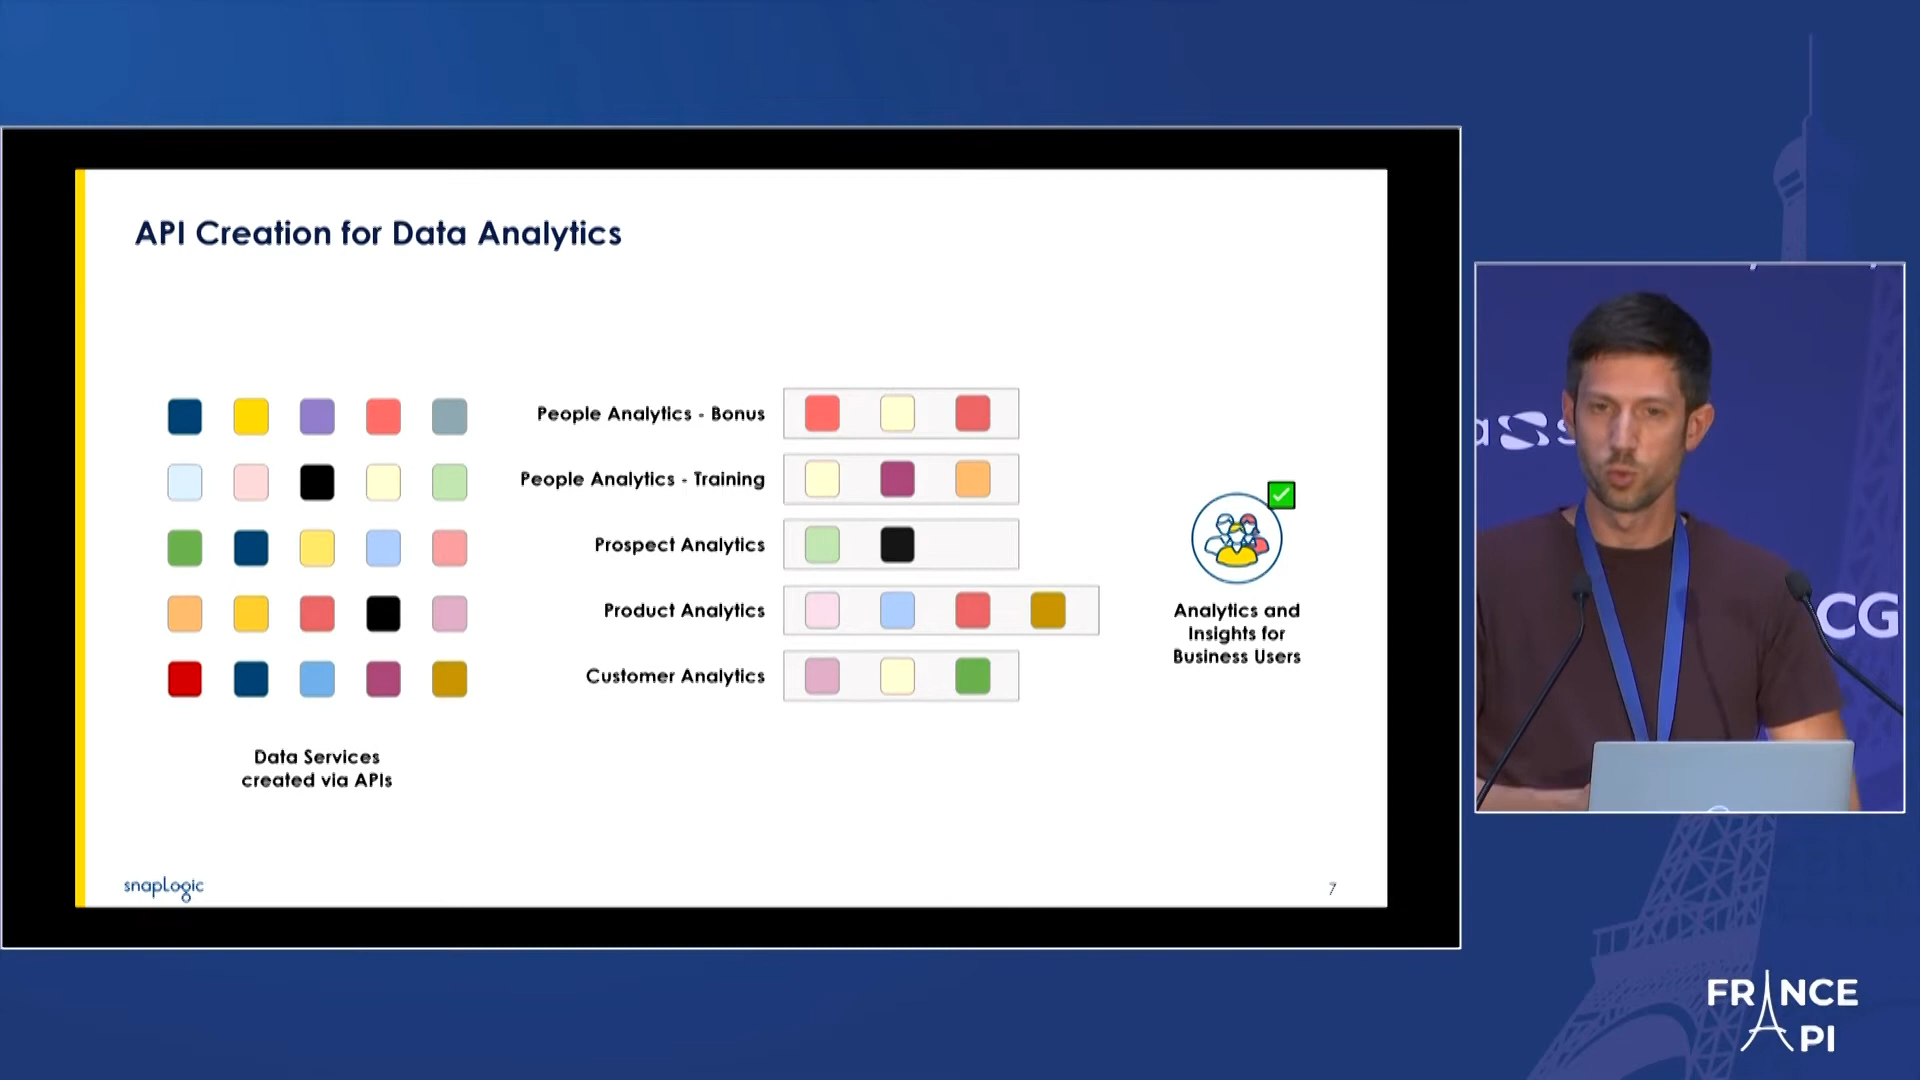 API Creation for Data Analytics
People Analytics - Bonus
People Analytics - Training
Prospect Analytics
Product Analytics
Customer Analytics
Analytics and
Insights for
Business Users
Data Services
created via APIs
snapLogic
7
CG
FRANCE
API